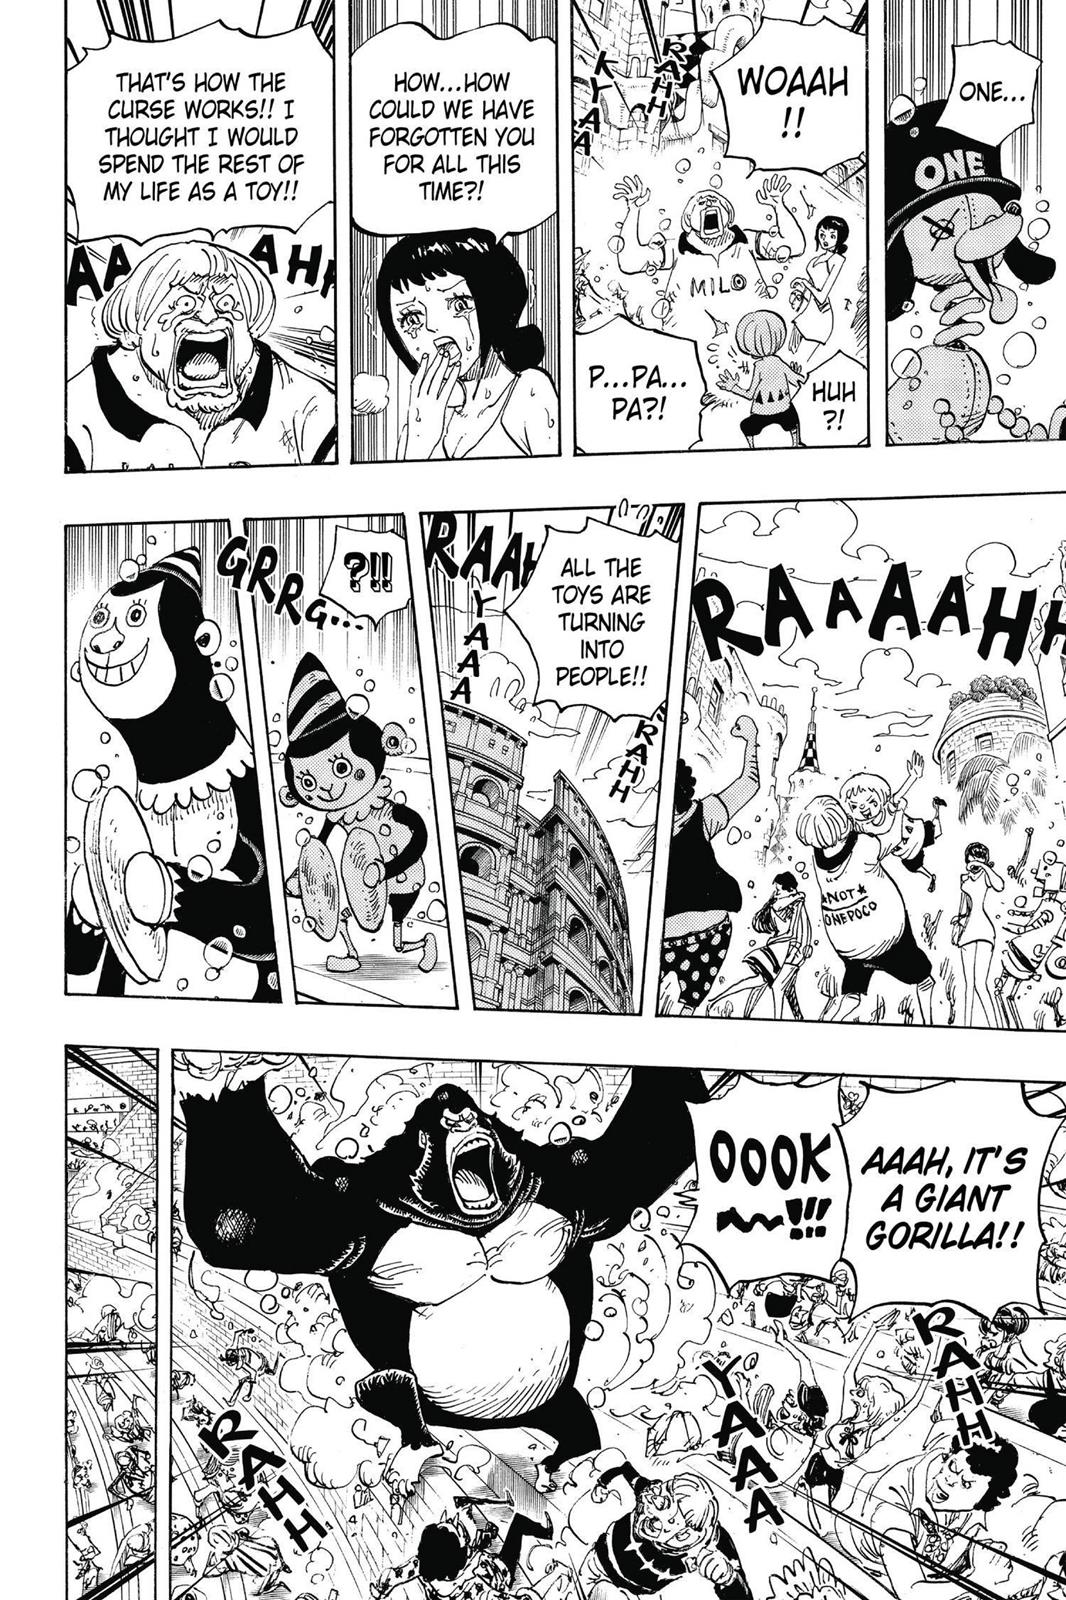 ONE...
ONE
WOAAH
!!
RAHH
KYAA
MILO
P...PA...
PA?!
HUH
?!
HOW...HOW
COULD WE HAVE
FORGOTTEN YOU
FOR ALL THIS
TIME?!
THAT'S HOW THE
CURSE WORKS!! I
THOUGHT I WOULD
SPEND THE REST OF
MY LIFE AS A TOY!!
AAAAHH
RAAAAHH
NOT★
ONEPOCO
ALL THE
TOYS ARE
TURNING
INTO
PEOPLE!!
RAAH
YAAA
RAHH
?!!
GRRG...
AAAH, IT'S
A GIANT
GORILLA!!
OOOK
!!!
RAHH
YAAA
RAHH